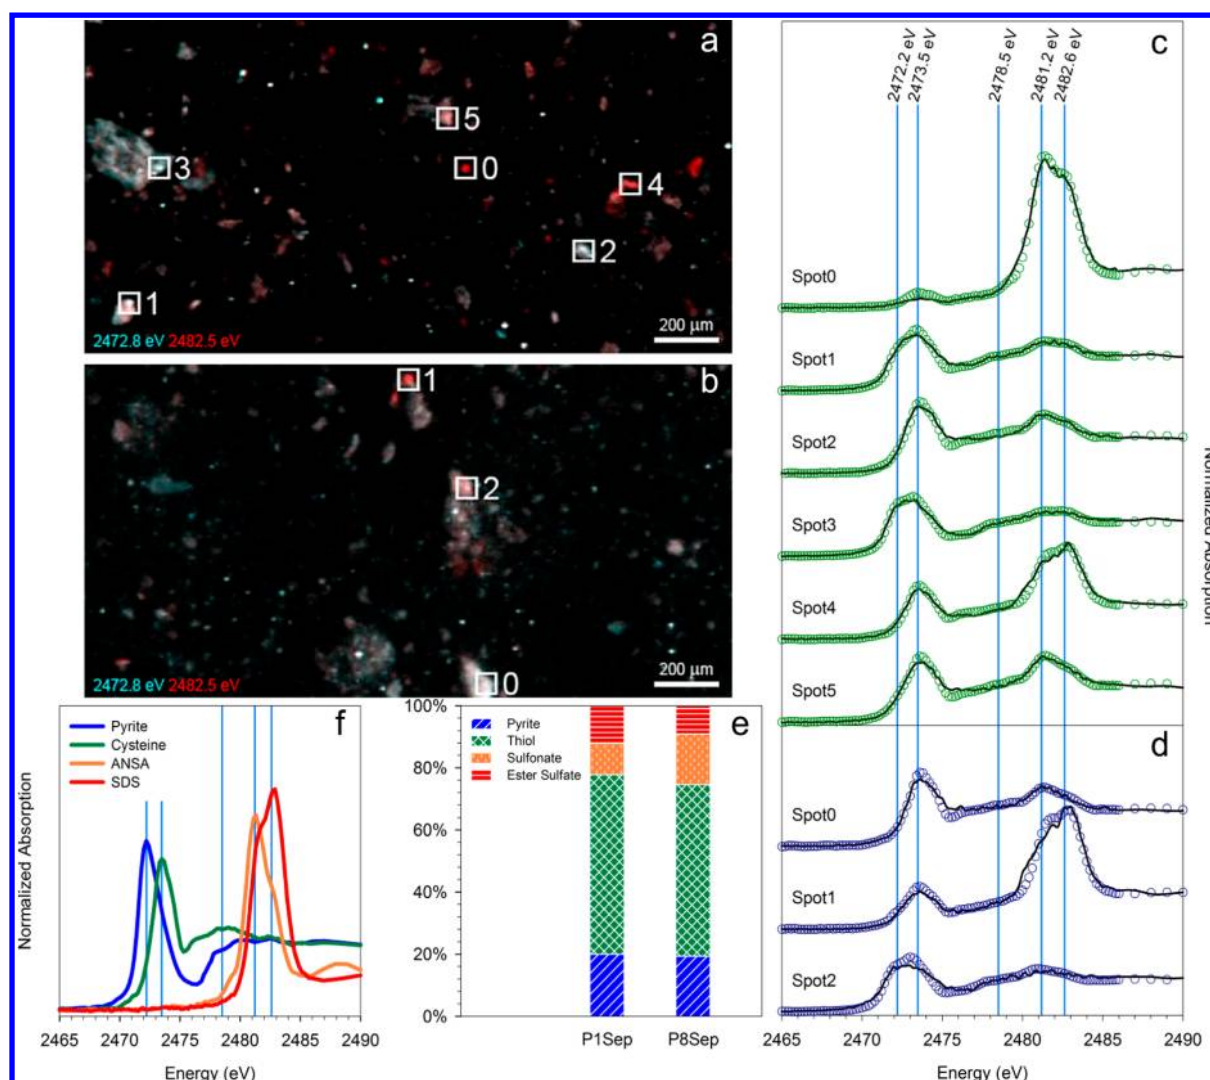 a
3
5
0
4
2
1
2472.8 eV 2482.5 eV
200 μm
b
1
2
0
2472.8 eV 2482.5 eV
200 μm
c
2472.2 eV
2473.5 eV
2478.5 eV
2481.2 eV
2482.6 eV
Spot0
Spot1
Spot2
Spot3
Spot4
Spot5
Normalized Absorption
d
Spot0
Spot1
Spot2
2465 2470 2475 2480 2485 2490
Energy (eV)
f
Pyrite
Cysteine
ANSA
SDS
Normalized Absorption
2465 2470 2475 2480 2485 2490
Energy (eV)
e
Pyrite
Thiol
Sulfonate
Ester Sulfate
100%
80%
60%
40%
20%
0%
P1Sep P8Sep